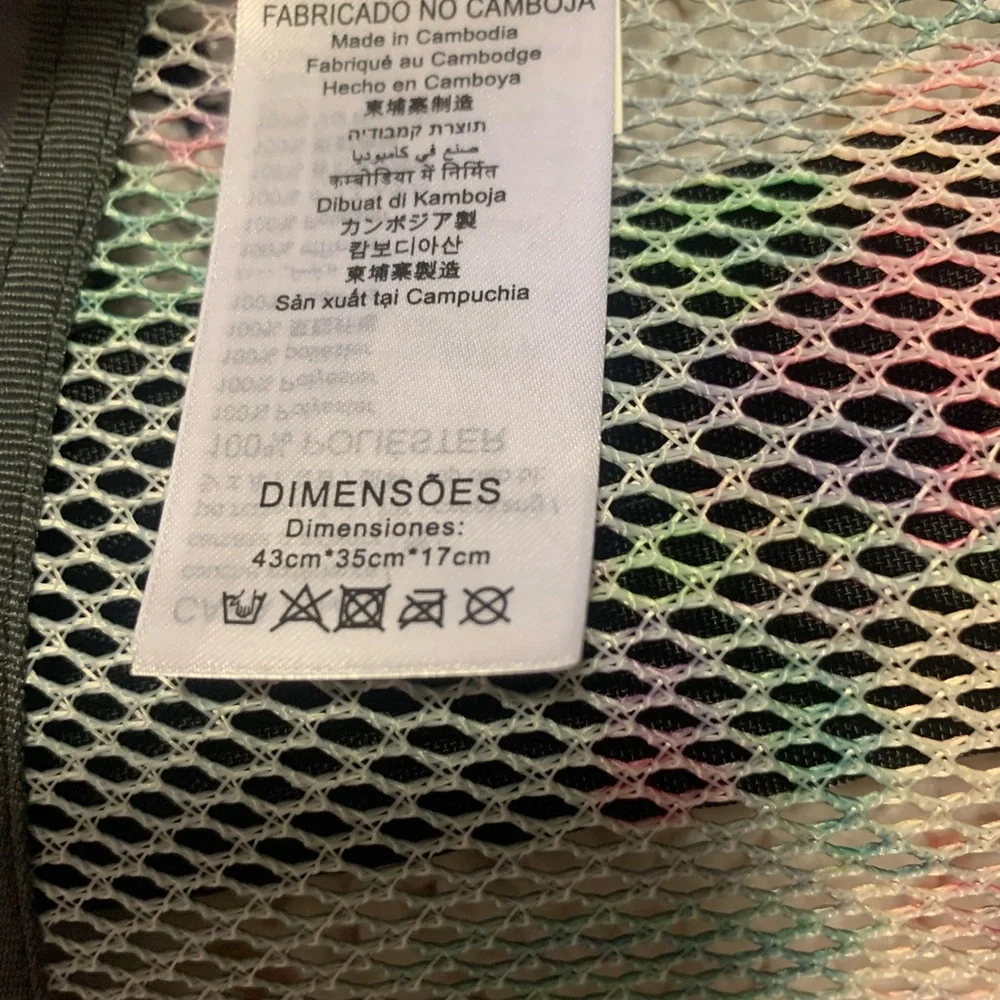 FABRICADO NO CAMBOJA
Made in Cambodia
Fabriqué au Cambodge
Hecho en Camboya
柬埔寨制造
תוצרת קמבודיה
صنع في كامبوديا
कम्बोडिया में निर्मित
Dibuat di Kamboja
カンボジア製
캄보디아산
柬埔寨製造
Sản xuất tại Campuchia
DIMENSÕES
Dimensiones:
43cm*35cm*17cm